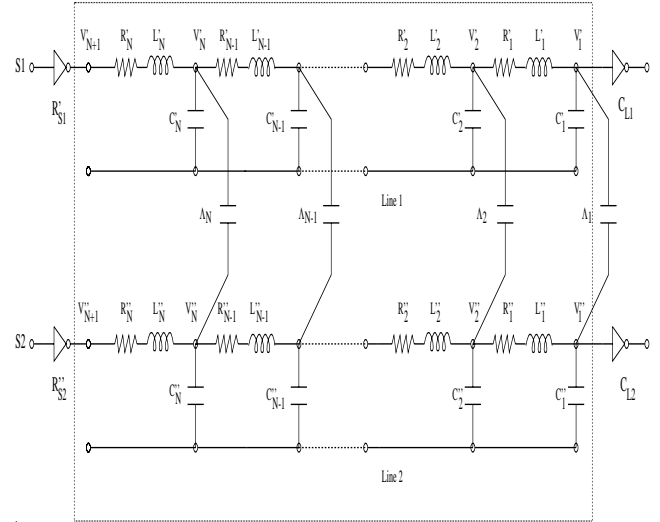 V'N+1 R'N L'N V'N R'N-1 L'N-1 R'2 L'2 V'2 R'1 L'1 V'1
S1
R'S1 C'N C'N-1 C'2 C'1 CL1
Line 1
ΛN ΛN-1 Λ2 Λ1
V"N+1 R"N L"N V"N R"N-1 L"N-1 R"2 L"2 V"2 R"1 L"1 V"1
S2
R"S2 C"N C"N-1 C"2 C"1 CL2
Line 2